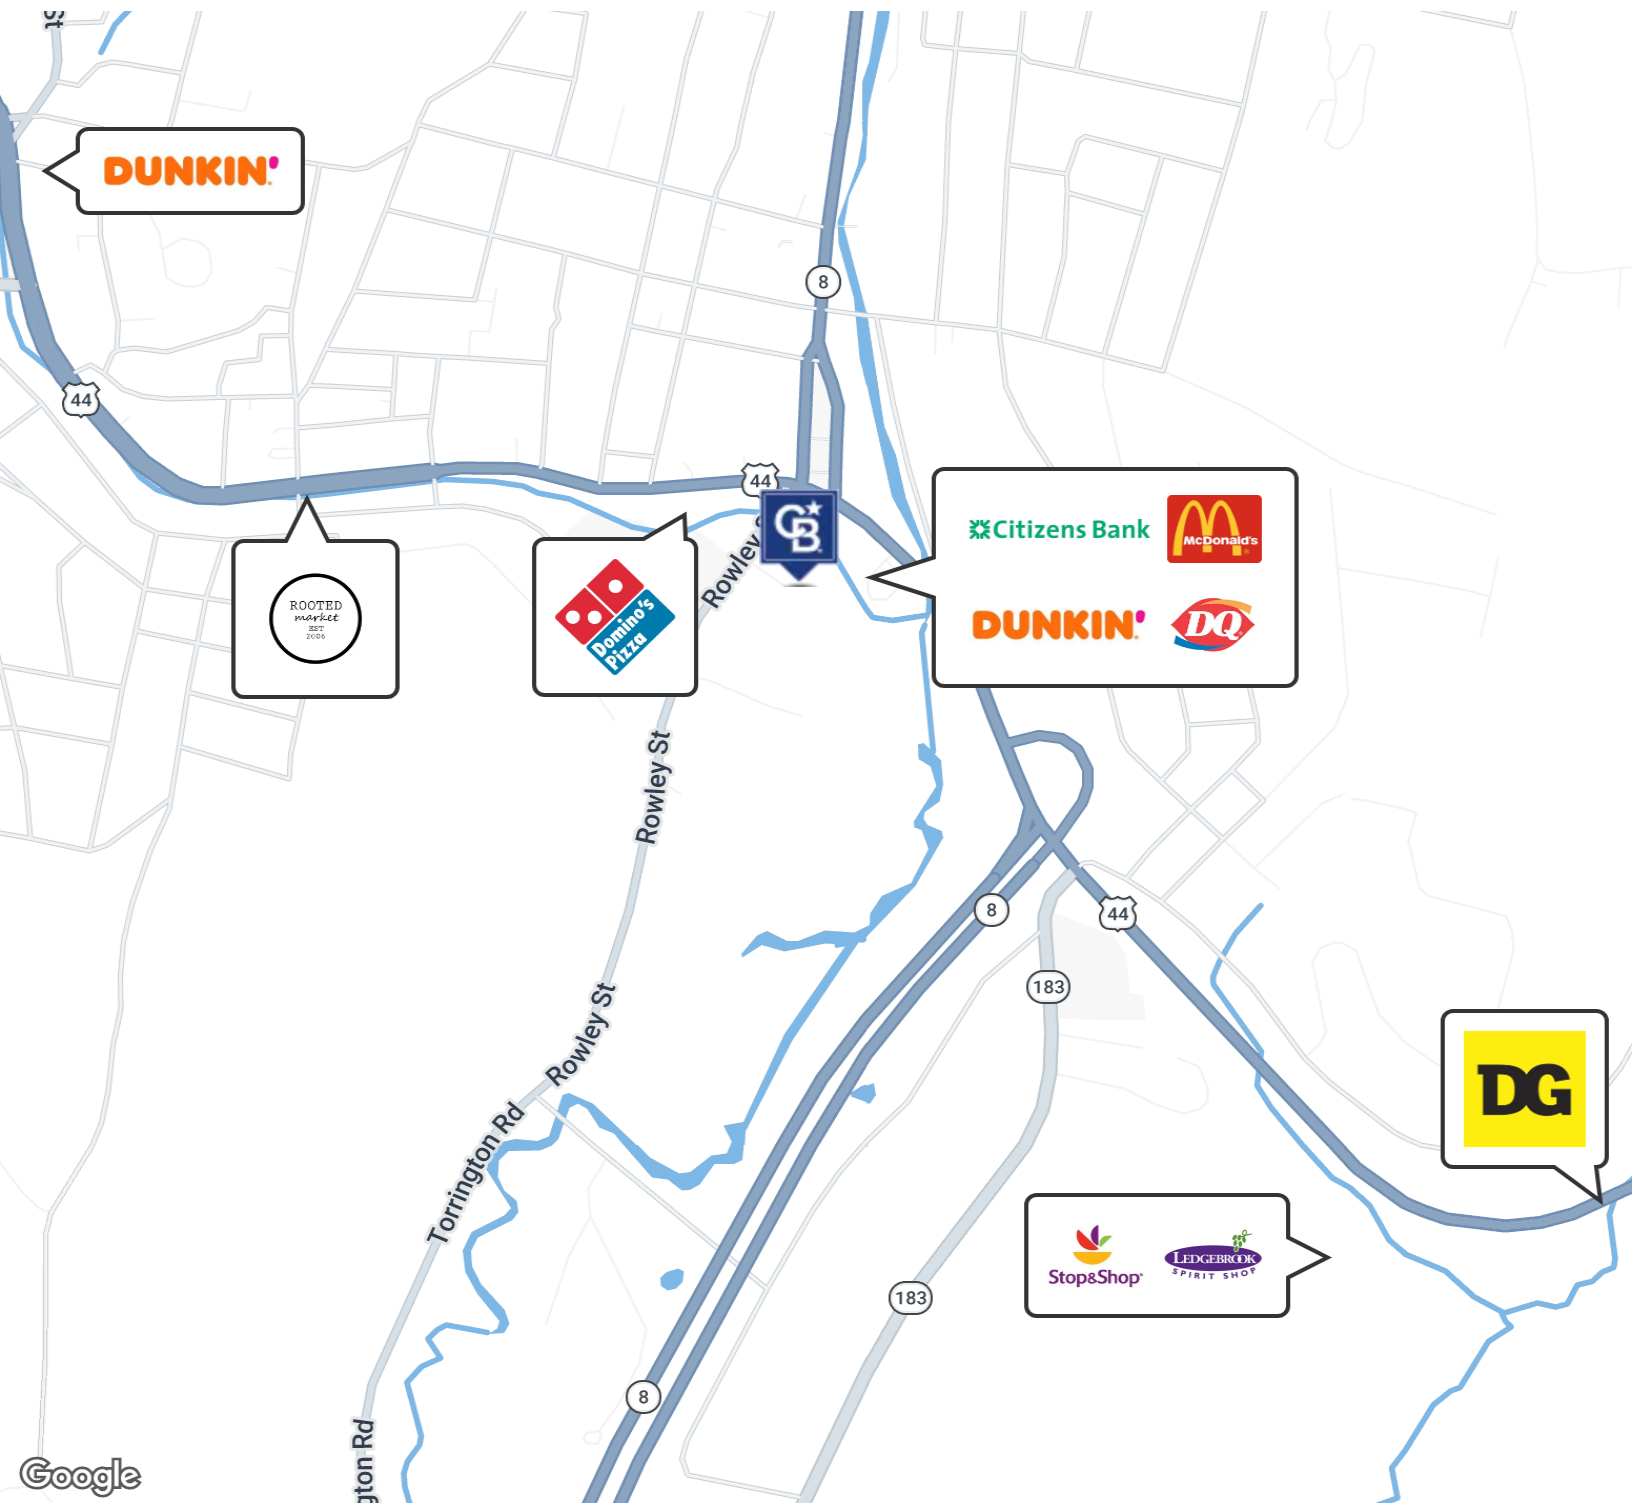 St
DUNKIN'
8
44
44
CB
Rowley S
Citizens Bank
McDonald's
DUNKIN'
DQ
ROOTED
market
EST
2006
Domino's
Pizza
Rowley St
8
44
183
Rowley St
DG
Torrington Rd
Stop&Shop
LEDGEBROOK
SPIRIT SHOP
183
8
gton Rd
Google